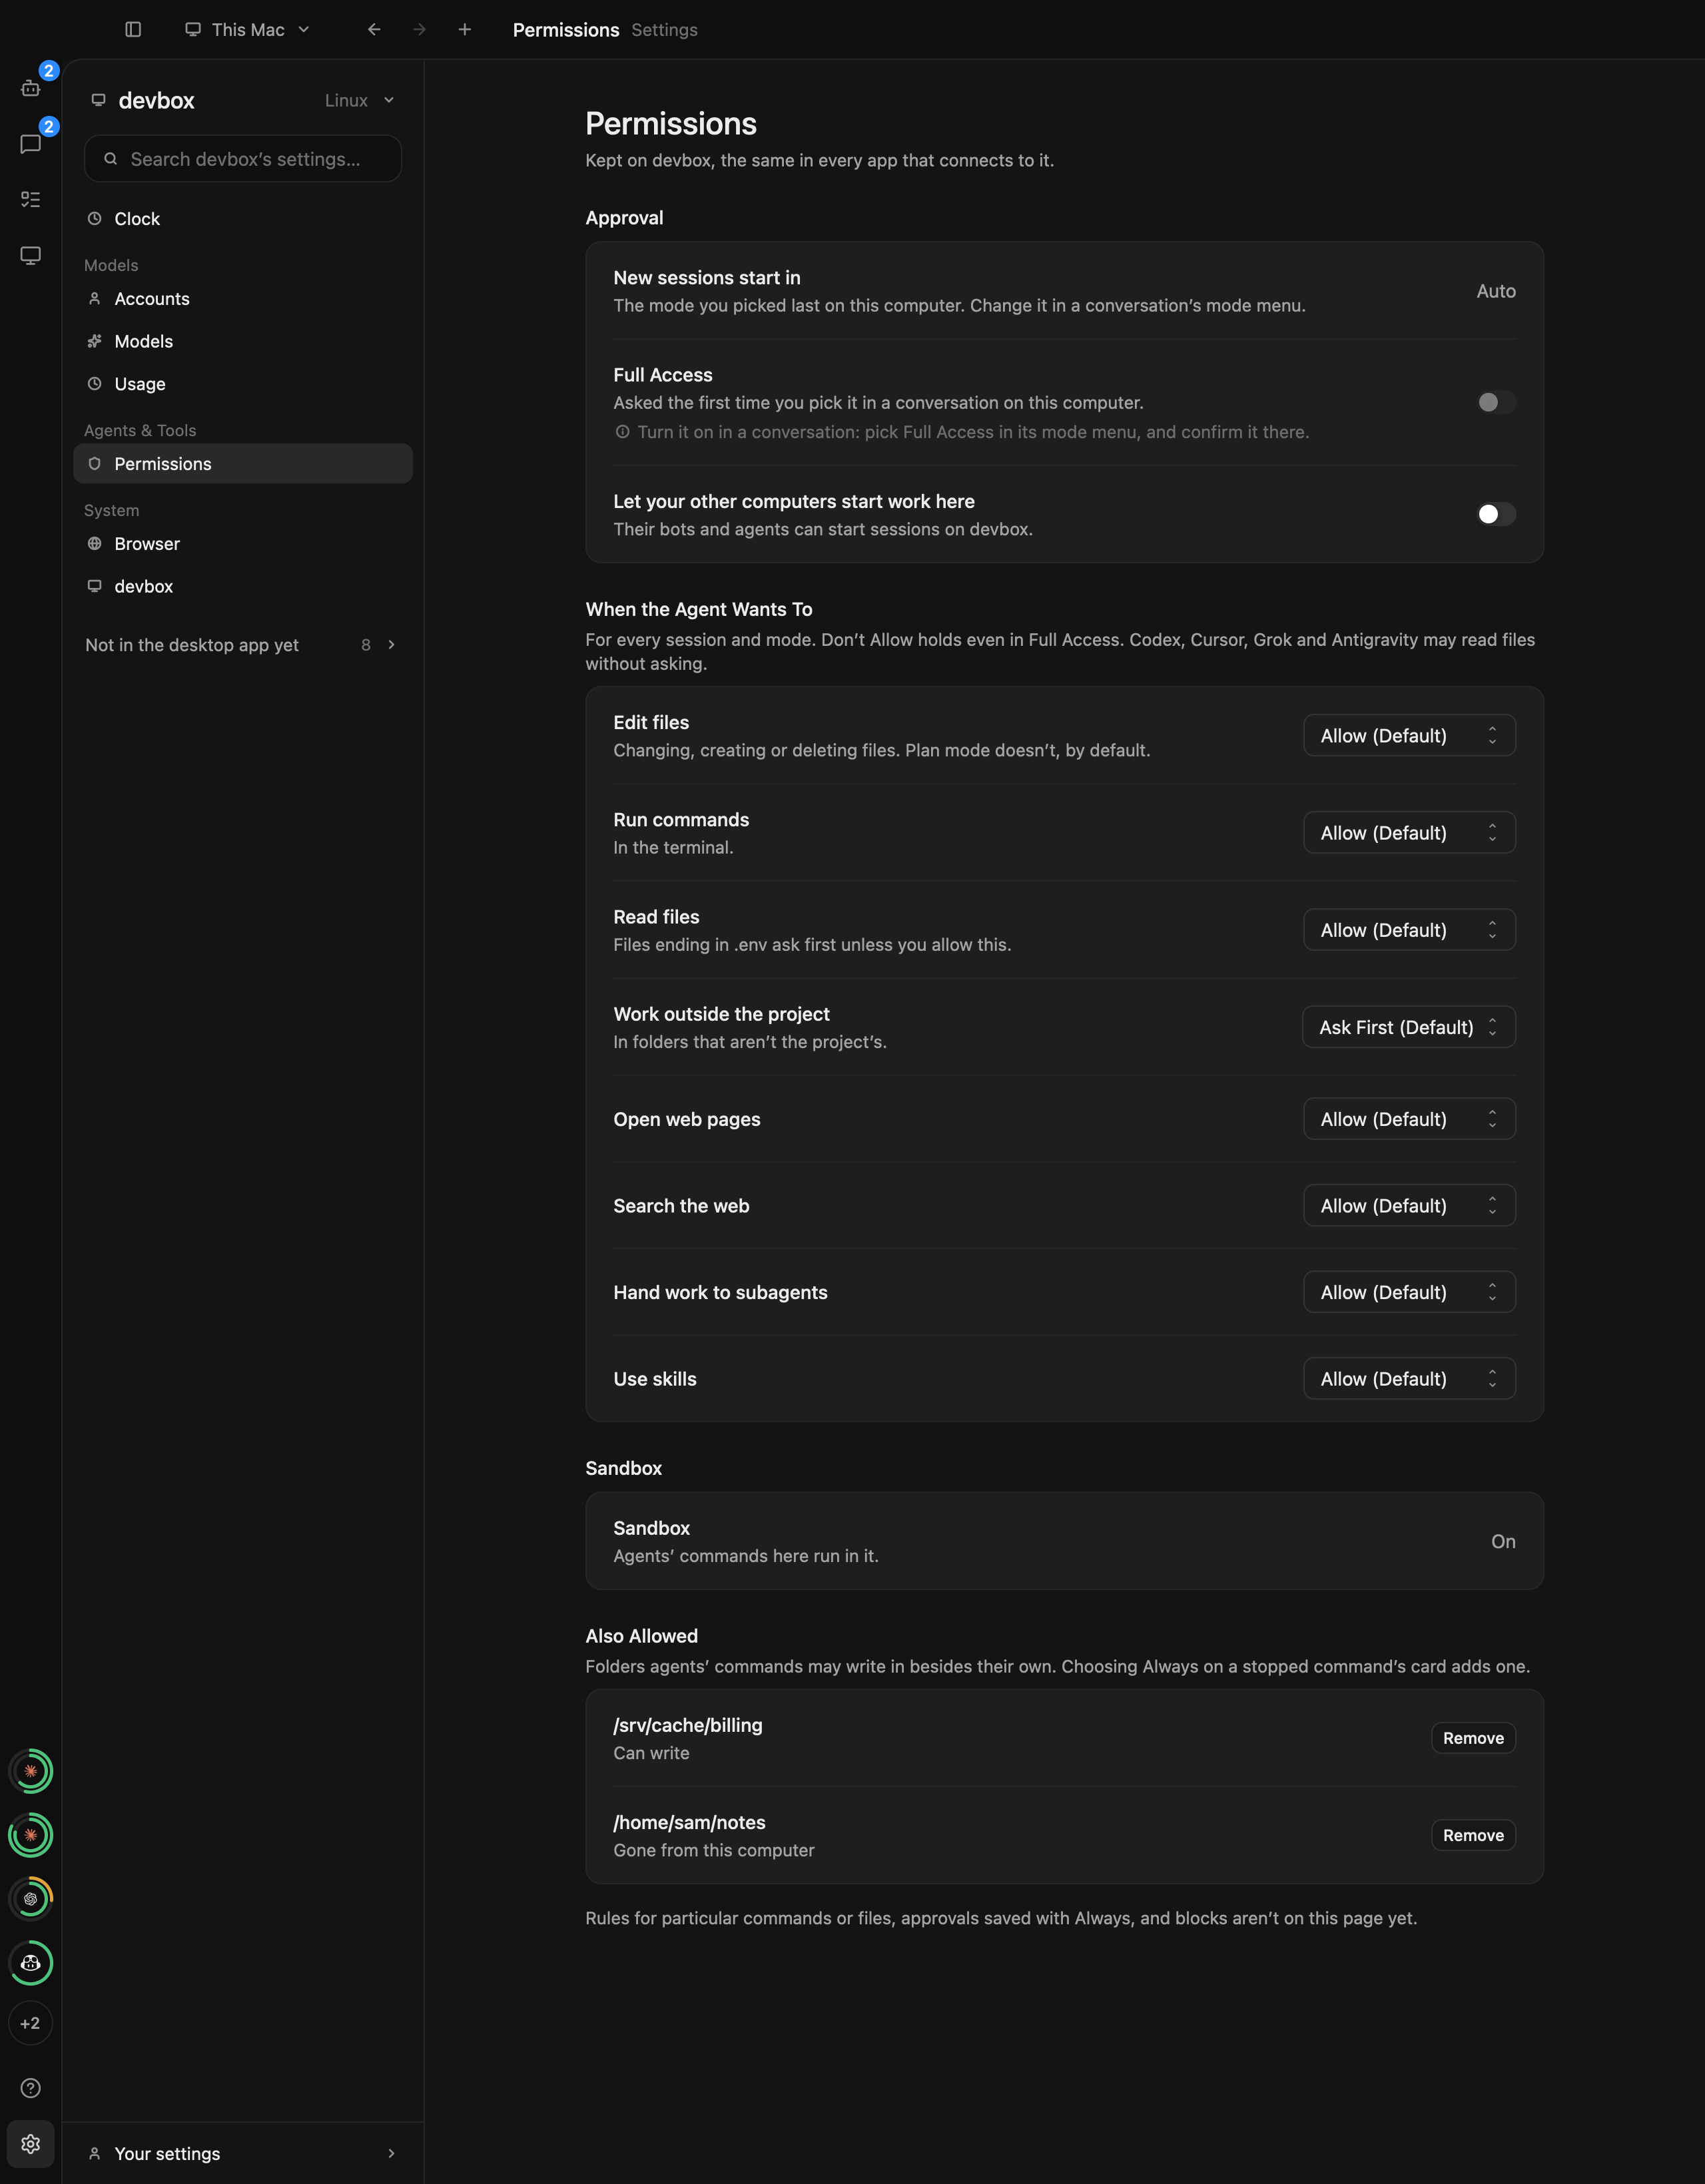 This Mac
Permissions Settings
2
2
devbox
Linux
Search devbox’s settings...
Clock
Models
Accounts
Models
Usage
Agents & Tools
Permissions
System
Browser
devbox
Not in the desktop app yet
8
+2
Your settings
Permissions
Kept on devbox, the same in every app that connects to it.
Approval
New sessions start in
The mode you picked last on this computer. Change it in a conversation’s mode menu.
Auto
Full Access
Asked the first time you pick it in a conversation on this computer.
Turn it on in a conversation: pick Full Access in its mode menu, and confirm it there.
Let your other computers start work here
Their bots and agents can start sessions on devbox.
When the Agent Wants To
For every session and mode. Don’t Allow holds even in Full Access. Codex, Cursor, Grok and Antigravity may read files
without asking.
Edit files
Changing, creating or deleting files. Plan mode doesn’t, by default.
Allow (Default)
Run commands
In the terminal.
Allow (Default)
Read files
Files ending in .env ask first unless you allow this.
Allow (Default)
Work outside the project
In folders that aren’t the project’s.
Ask First (Default)
Open web pages
Allow (Default)
Search the web
Allow (Default)
Hand work to subagents
Allow (Default)
Use skills
Allow (Default)
Sandbox
Sandbox
Agents’ commands here run in it.
On
Also Allowed
Folders agents’ commands may write in besides their own. Choosing Always on a stopped command’s card adds one.
/srv/cache/billing
Can write
Remove
/home/sam/notes
Gone from this computer
Remove
Rules for particular commands or files, approvals saved with Always, and blocks aren’t on this page yet.